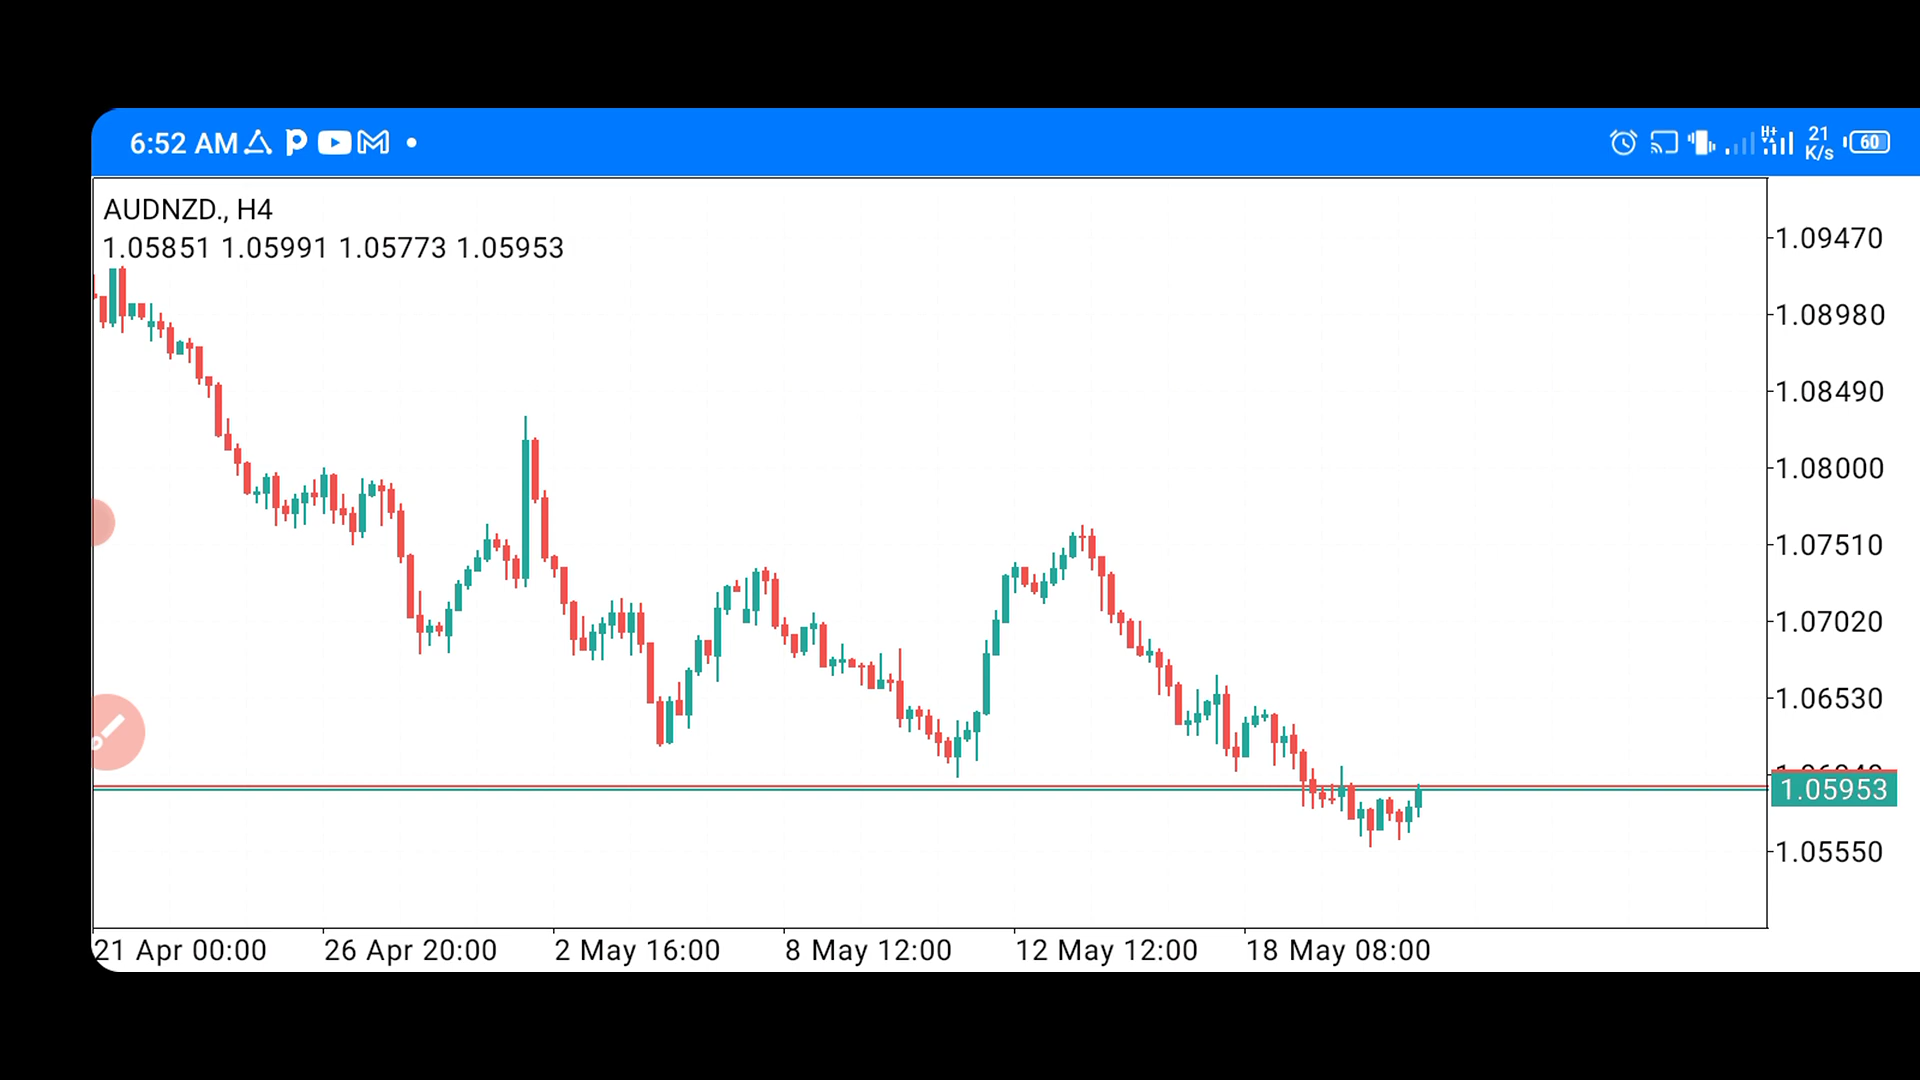 6:52 AM
H+
21
K/s
60
AUDNZD., H4
1.05851 1.05991 1.05773 1.05953
1.09470
1.08980
1.08490
1.08000
1.07510
1.07020
1.06530
1.05953
1.05550
21 Apr 00:00 26 Apr 20:00 2 May 16:00 8 May 12:00 12 May 12:00 18 May 08:00